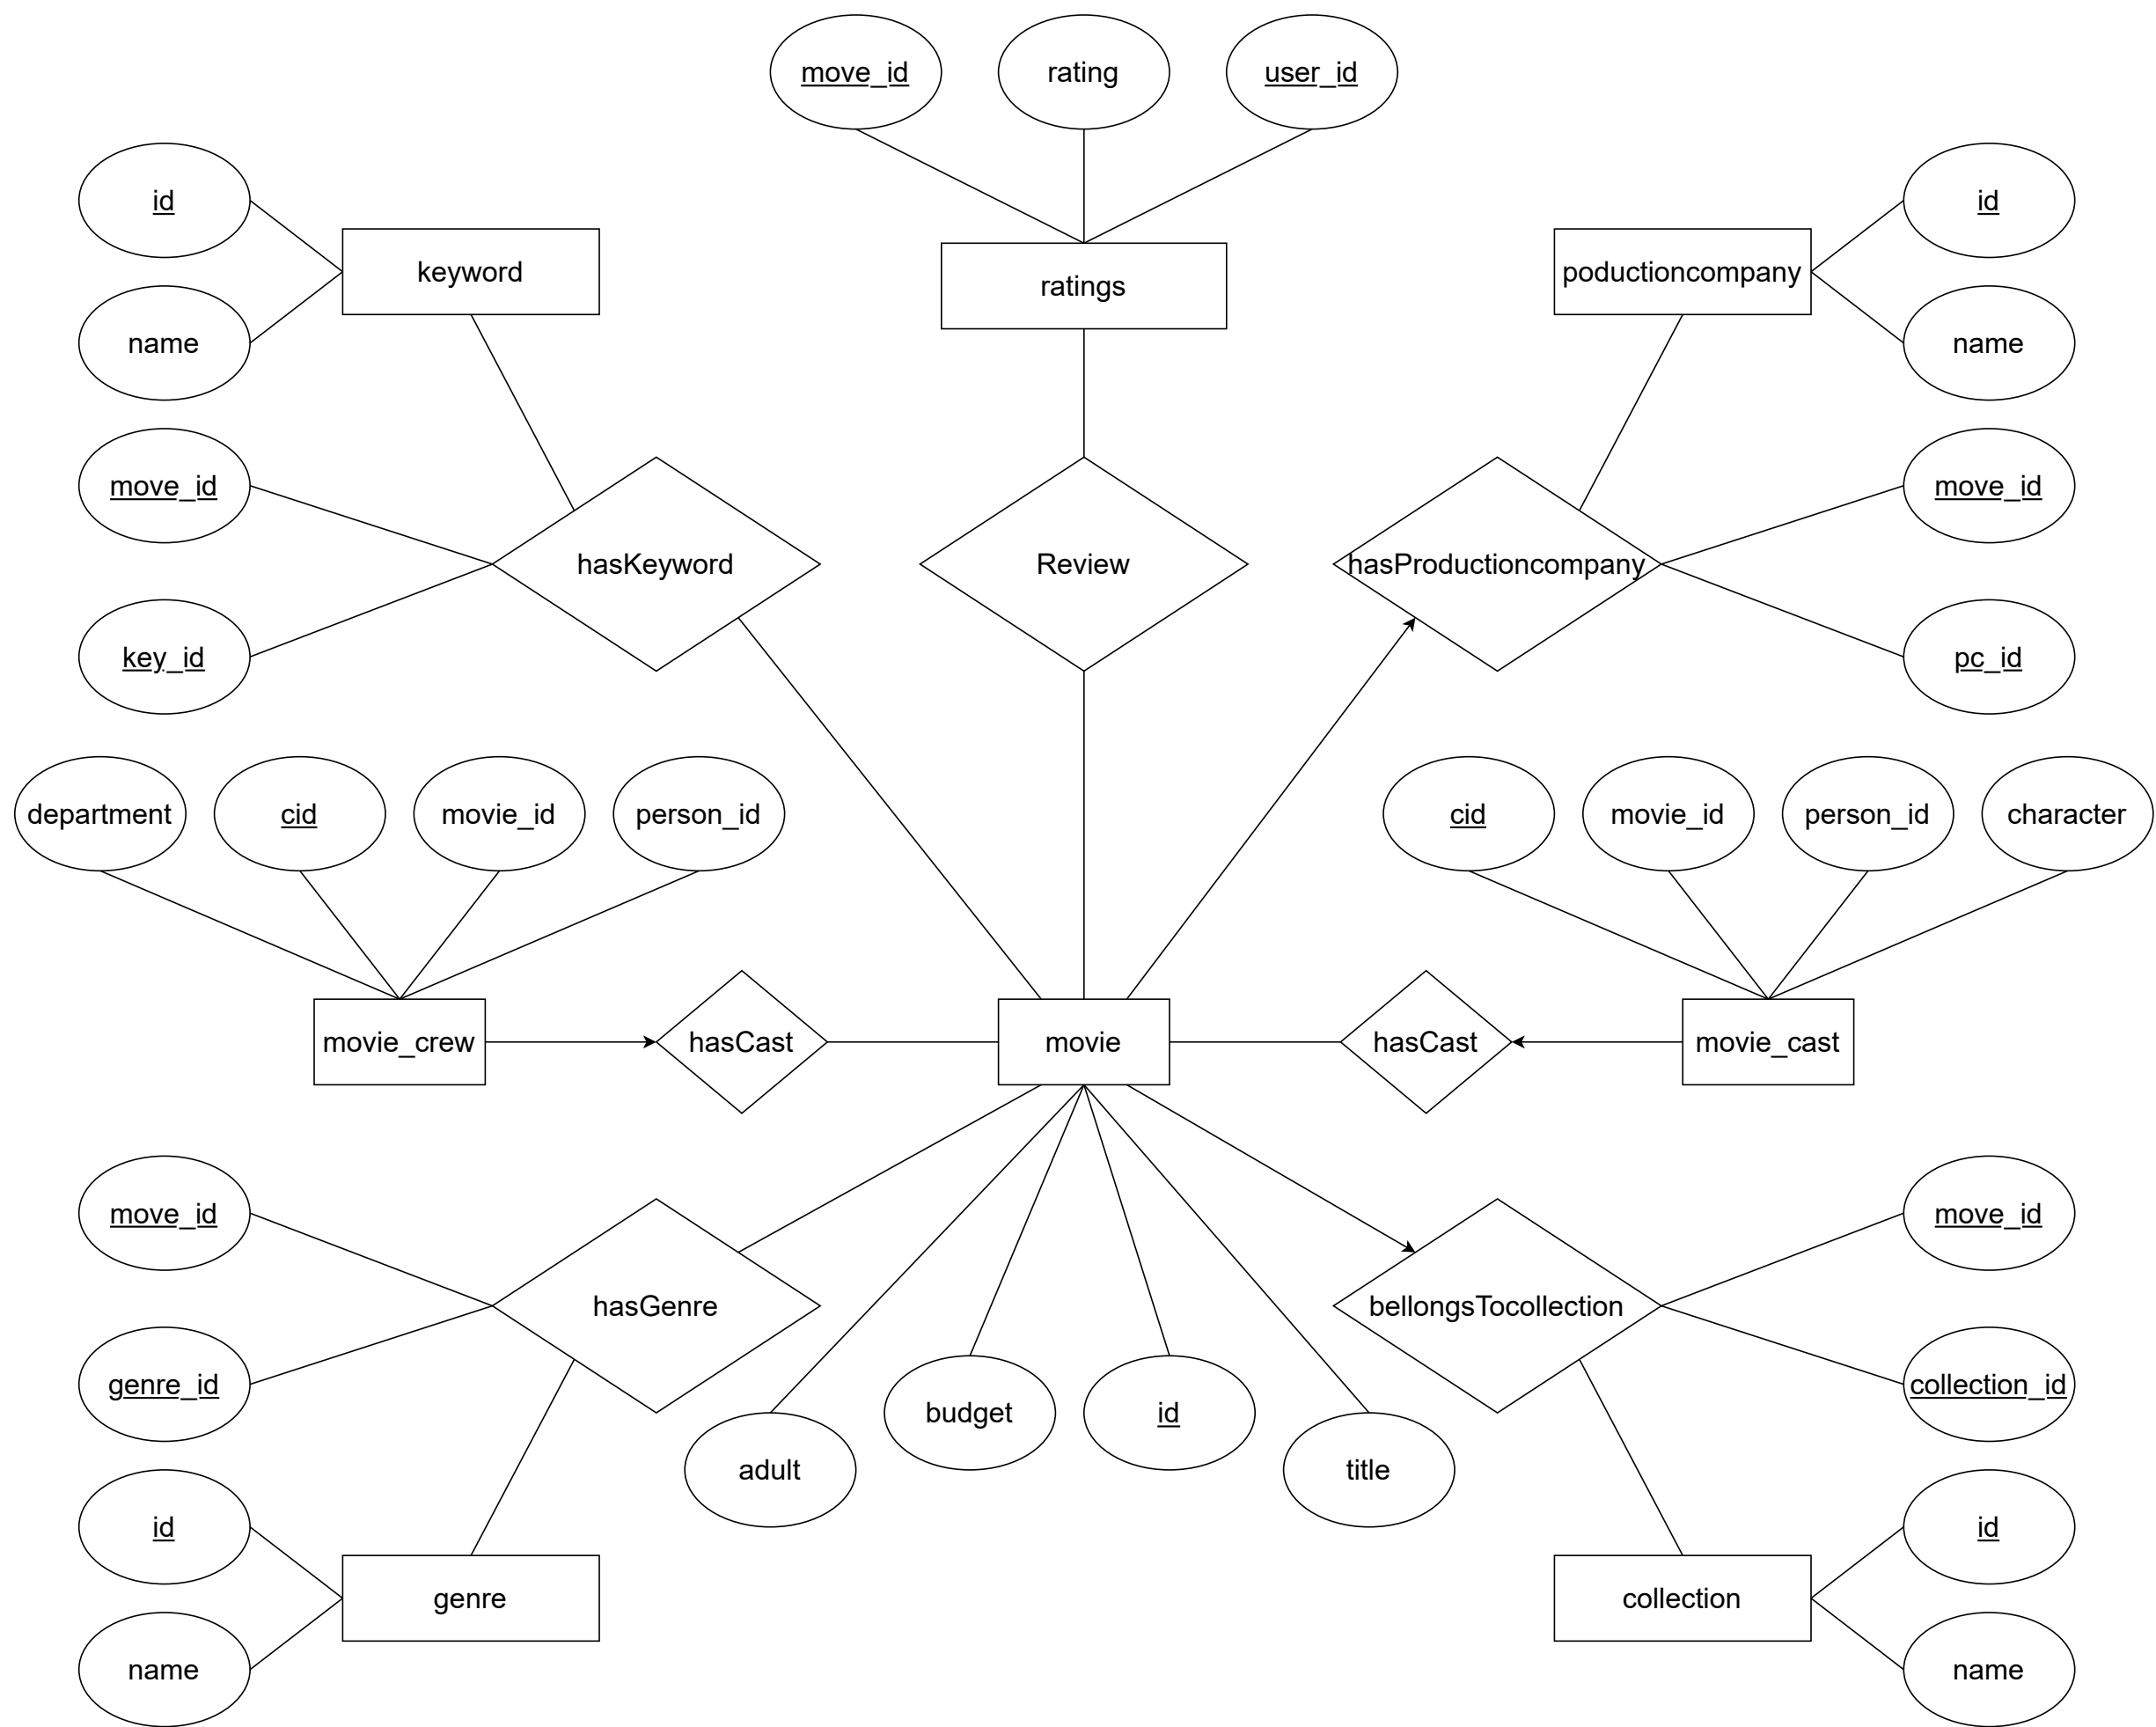 move_id
rating
user_id
id
keyword
name
ratings
poductioncompany
id
name
move_id
key_id
hasKeyword
Review
hasProductioncompany
move_id
pc_id
department
cid
movie_id
person_id
cid
movie_id
person_id
character
movie_crew
hasCast
movie
hasCast
movie_cast
move_id
genre_id
hasGenre
bellongsTocollection
move_id
collection_id
adult
budget
id
title
id
name
genre
collection
id
name